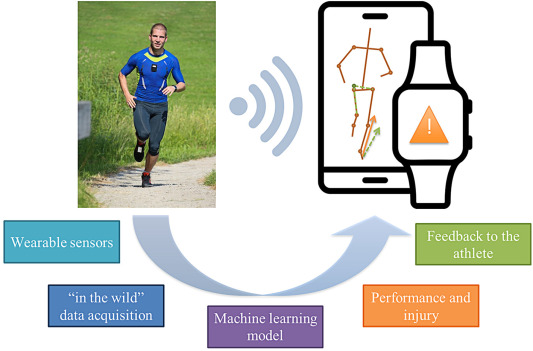 Wearable sensors
“in the wild”
data acquisition
Machine learning
model
Performance and
injury
Feedback to the
athlete
!